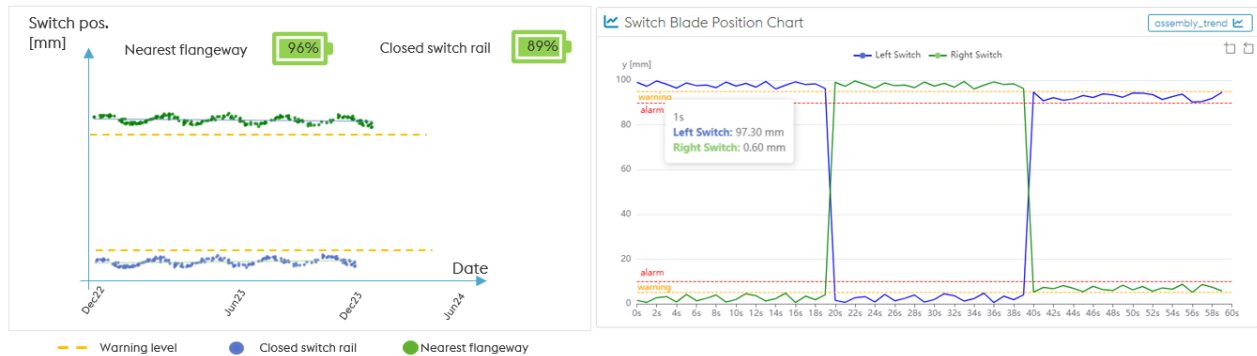 Switch pos.
[mm]
Nearest flangeway
96%
Closed switch rail
89%
Date
Dec22
Jun23
Dec23
Jun24
Warning level
Closed switch rail
Nearest flangeway
Switch Blade Position Chart
assembly_trend
Left Switch
Right Switch
y [mm]
100
80
60
40
20
0
warning
alarm
1s
Left Switch: 97.30 mm
Right Switch: 0.60 mm
alarm
warning
0s 2s 4s 6s 8s 10s 12s 14s 16s 18s 20s 22s 24s 26s 28s 30s 32s 34s 36s 38s 40s 42s 44s 46s 48s 50s 52s 54s 56s 58s 60s